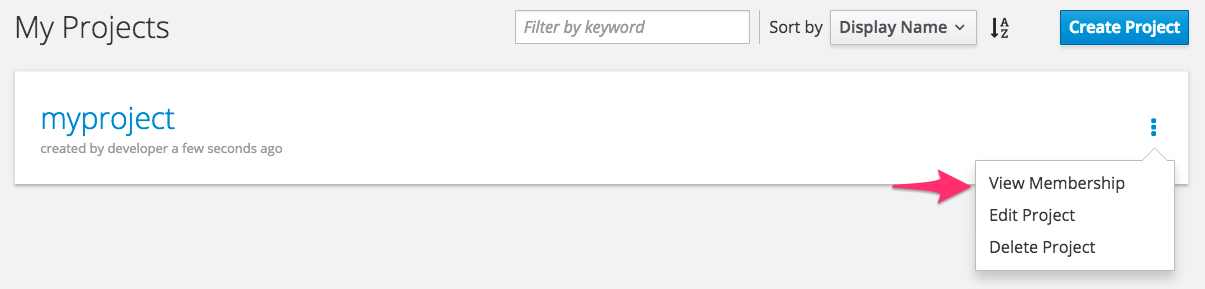 My Projects
Filter by keyword
Sort by
Display Name
A
Z
Create Project
myproject
created by developer a few seconds ago
View Membership
Edit Project
Delete Project